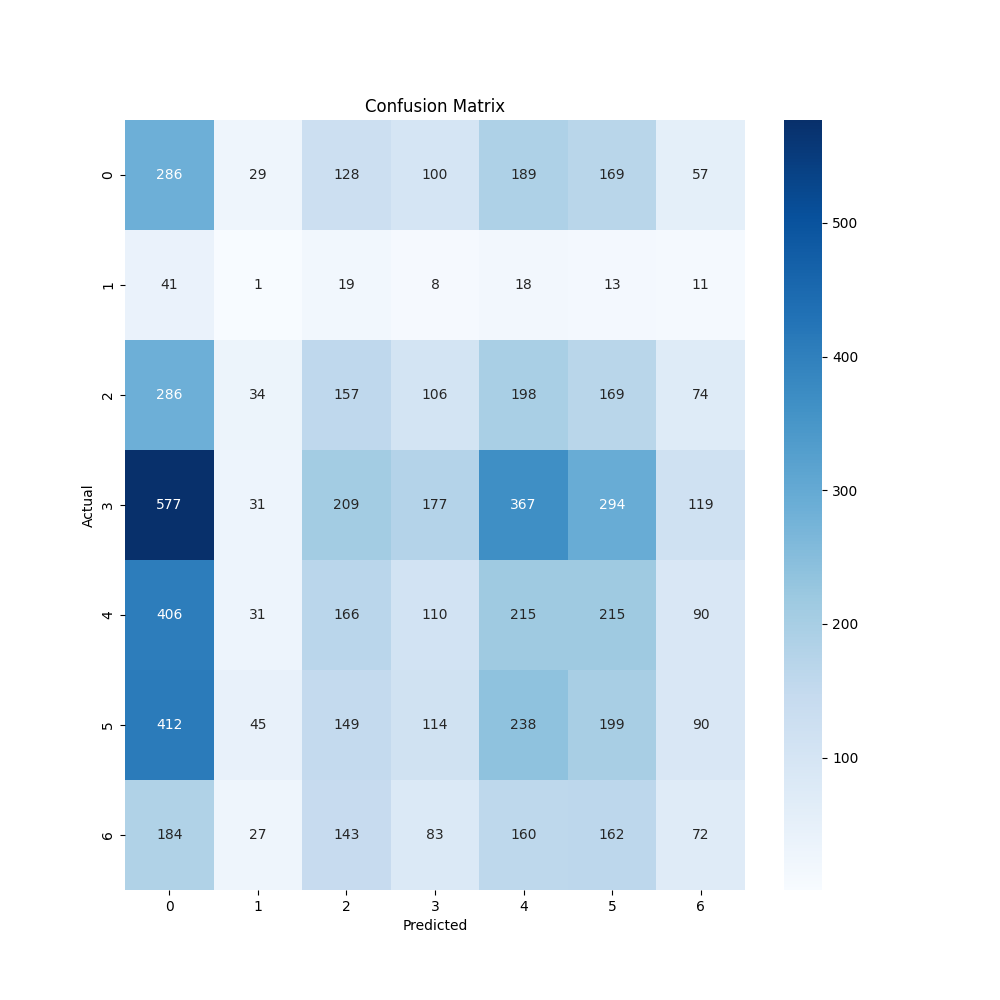 Confusion Matrix
0 286 29 128 100 189 169 57
500
1 41 1 19 8 18 13 11
400
2 286 34 157 106 198 169 74
300
Actual
3 577 31 209 177 367 294 119
4 406 31 166 110 215 215 90
200
5 412 45 149 114 238 199 90
100
6 184 27 143 83 160 162 72
0 1 2 3 4 5 6
Predicted